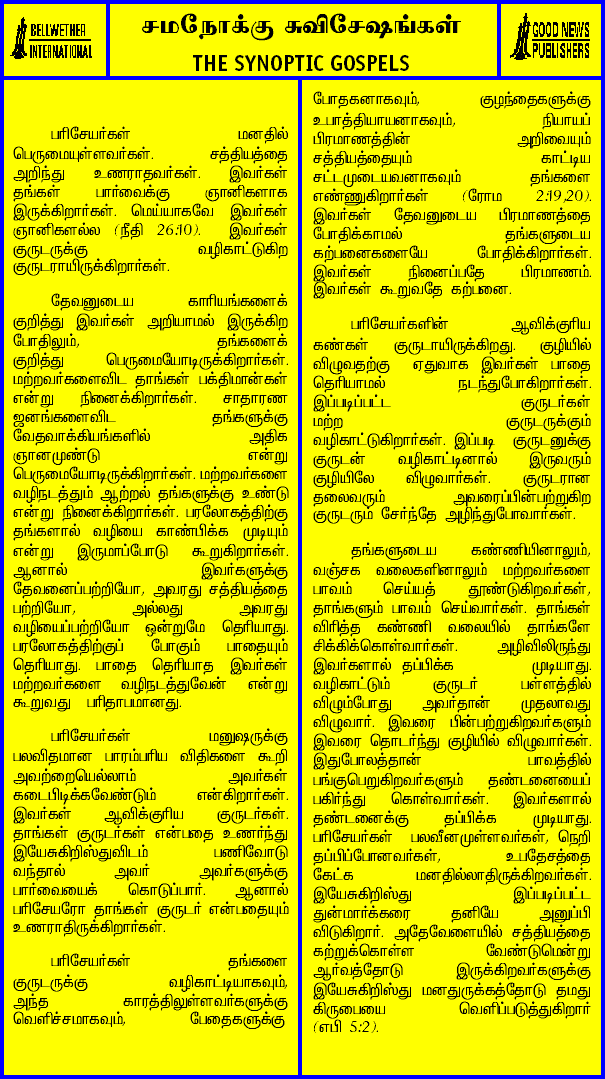 BELLWETHER
INTERNATIONAL
சமநோக்கு சுவிசேஷங்கள்
THE SYNOPTIC GOSPELS
GOOD NEWS
PUBLISHERS
பரிசேயர்கள் மனதில்
பெருமையுள்ளவர்கள். சத்தியத்தை
அறிந்து உணராதவர்கள். இவர்கள்
தங்கள் பார்வைக்கு ஞானிகளாக
இருக்கிறார்கள். மெய்யாகவே இவர்கள்
ஞானிகளல்ல (நீதி 26:10). இவர்கள்
குருடருக்கு வழிகாட்டுகிற
குருடராயிருக்கிறார்கள்.
தேவனுடைய காரியங்களைக்
குறித்து இவர்கள் அறியாமல் இருக்கிற
போதிலும், தங்களைக்
குறித்து பெருமையோடிருக்கிறார்கள்.
மற்றவர்களைவிட தாங்கள் பக்திமான்கள்
என்று நினைக்கிறார்கள். சாதாரண
ஜனங்களைவிட தங்களுக்கு
வேதவாக்கியங்களில் அதிக
ஞானமுண்டு என்று
பெருமையோடிருக்கிறார்கள். மற்றவர்களை
வழிநடத்தும் ஆற்றல் தங்களுக்கு உண்டு
என்று நினைக்கிறார்கள். பரலோகத்திற்கு
தங்களால் வழியை காண்பிக்க முடியும்
என்று இருமாப்போடு கூறுகிறார்கள்.
ஆனால் இவர்களுக்கு
தேவனைப்பற்றியோ, அவரது சத்தியத்தை
பற்றியோ, அல்லது அவரது
வழியைப்பற்றியோ ஒன்றுமே தெரியாது.
பரலோகத்திற்குப் போகும் பாதையும்
தெரியாது. பாதை தெரியாத இவர்கள்
மற்றவர்களை வழிநடத்துவேன் என்று
கூறுவது பரிதாபமானது.
பரிசேயர்கள் மனுஷருக்கு
பலவிதமான பாரம்பரிய விதிகளை கூறி
அவற்றையெல்லாம் அவர்கள்
கடைபிடிக்கவேண்டும் என்கிறார்கள்.
இவர்கள் ஆவிக்குரிய குருடர்கள்.
தாங்கள் குருடர்கள் என்பதை உணர்ந்து
இயேசுகிறிஸ்துவிடம் பணிவோடு
வந்தால் அவர் அவர்களுக்கு
பார்வையைக் கொடுப்பார். ஆனால்
பரிசேயரோ தாங்கள் குருடர் என்பதையும்
உணராதிருக்கிறார்கள்.
பரிசேயர்கள் தங்களை
குருடருக்கு வழிகாட்டியாகவும்,
அந்த காரத்திலுள்ளவர்களுக்கு
வெளிச்சமாகவும், பேதைகளுக்கு
போதகனாகவும், குழந்தைகளுக்கு
உபாத்தியாயனாகவும், நியாயப்
பிரமாணத்தின் அறிவையும்
சத்தியத்தையும் காட்டிய
சட்டமுடையவனாகவும் தங்களை
எண்ணுகிறார்கள் (ரோம 2:19,20).
இவர்கள் தேவனுடைய பிரமாணத்தை
போதிக்காமல் தங்களுடைய
கற்பனைகளையே போதிக்கிறார்கள்.
இவர்கள் நினைப்பதே பிரமாணம்.
இவர்கள் கூறுவதே கற்பனை.
பரிசேயர்களின் ஆவிக்குரிய
கண்கள் குருடாயிருக்கிறது. குழியில்
விழுவதற்கு ஏதுவாக இவர்கள் பாதை
தெரியாமல் நடந்துபோகிறார்கள்.
இப்படிப்பட்ட குருடர்கள்
மற்ற குருடருக்கும்
வழிகாட்டுகிறார்கள். இப்படி குருடனுக்கு
குருடன் வழிகாட்டினால் இருவரும்
குழியிலே விழுவார்கள். குருடரான
தலைவரும் அவரைப்பின்பற்றுகிற
குருடரும் சேர்ந்தே அழிந்துபோவார்கள்.
தங்களுடைய கண்ணியினாலும்,
வஞ்சக வலைகளினாலும் மற்றவர்களை
பாவம் செய்யத் தூண்டுகிறவர்கள்,
தாங்களும் பாவம் செய்வார்கள். தாங்கள்
விரித்த கண்ணி வலையில் தாங்களே
சிக்கிக்கொள்வார்கள். அழிவிலிருந்து
இவர்களால் தப்பிக்க முடியாது.
வழிகாட்டும் குருடர் பள்ளத்தில்
விழும்போது அவர்தான் முதலாவது
விழுவார். இவரை பின்பற்றுகிறவர்களும்
இவரை தொடர்ந்து குழியில் விழுவார்கள்.
இதுபோலத்தான் பாவத்தில்
பங்குபெறுகிறவர்களும் தண்டனையைப்
பகிர்ந்து கொள்வார்கள். இவர்களால்
தண்டனைக்கு தப்பிக்க முடியாது.
பரிசேயர்கள் பலவீனமுள்ளவர்கள், நெறி
தப்பிப்போனவர்கள், உபதேசத்தை
கேட்க மனதில்லாதிருக்கிறவர்கள்.
இயேசுகிறிஸ்து இப்படிப்பட்ட
துன்மார்க்கரை தனியே அனுப்பி
விடுகிறார். அதேவேளையில் சத்தியத்தை
கற்றுக்கொள்ள வேண்டுமென்று
ஆர்வத்தோடு இருக்கிறவர்களுக்கு
இயேசுகிறிஸ்து மனதுருக்கத்தோடு தமது
கிருபையை வெளிப்படுத்துகிறார்
(எபி 5:2).